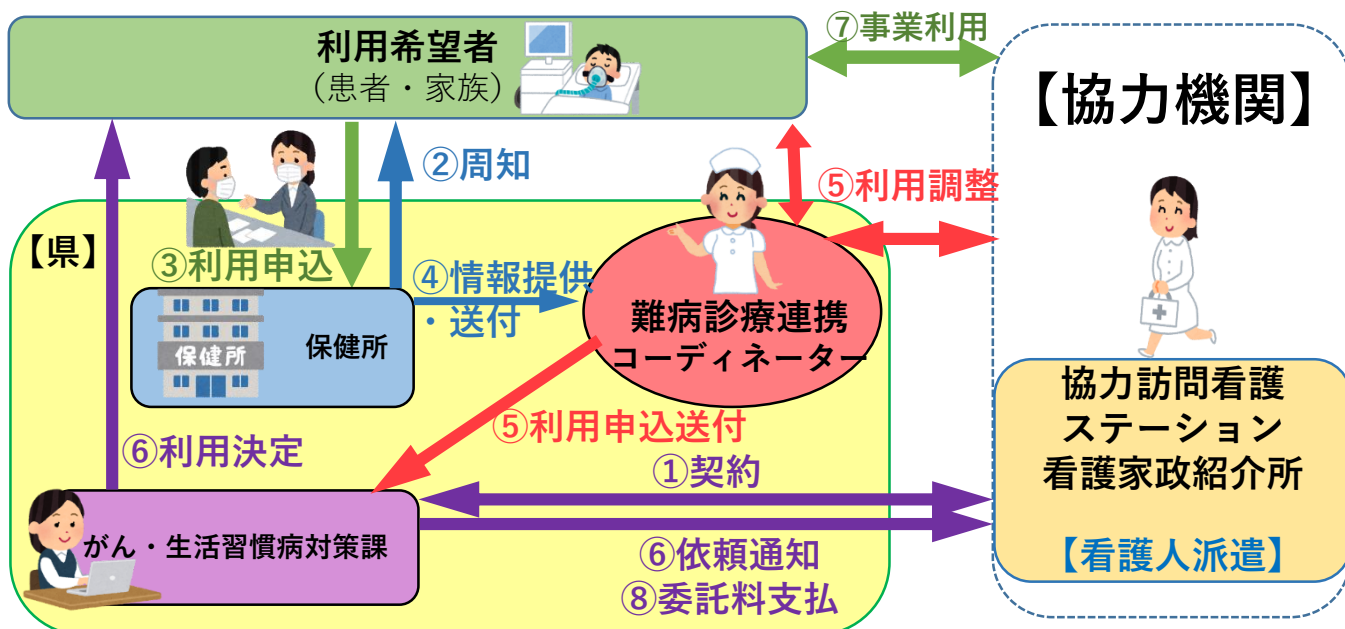 ⑦事業利用
利用希望者
（患者・家族）
【協力機関】
②周知
⑤利用調整
【県】
③利用申込
④情報提供
・送付
保健所
保健所
難病診療連携
コーディネーター
⑤利用申込送付
⑥利用決定
①契約
協力訪問看護
ステーション
看護家政紹介所
【看護人派遣】
がん・生活習慣病対策課
⑥依頼通知
⑧委託料支払